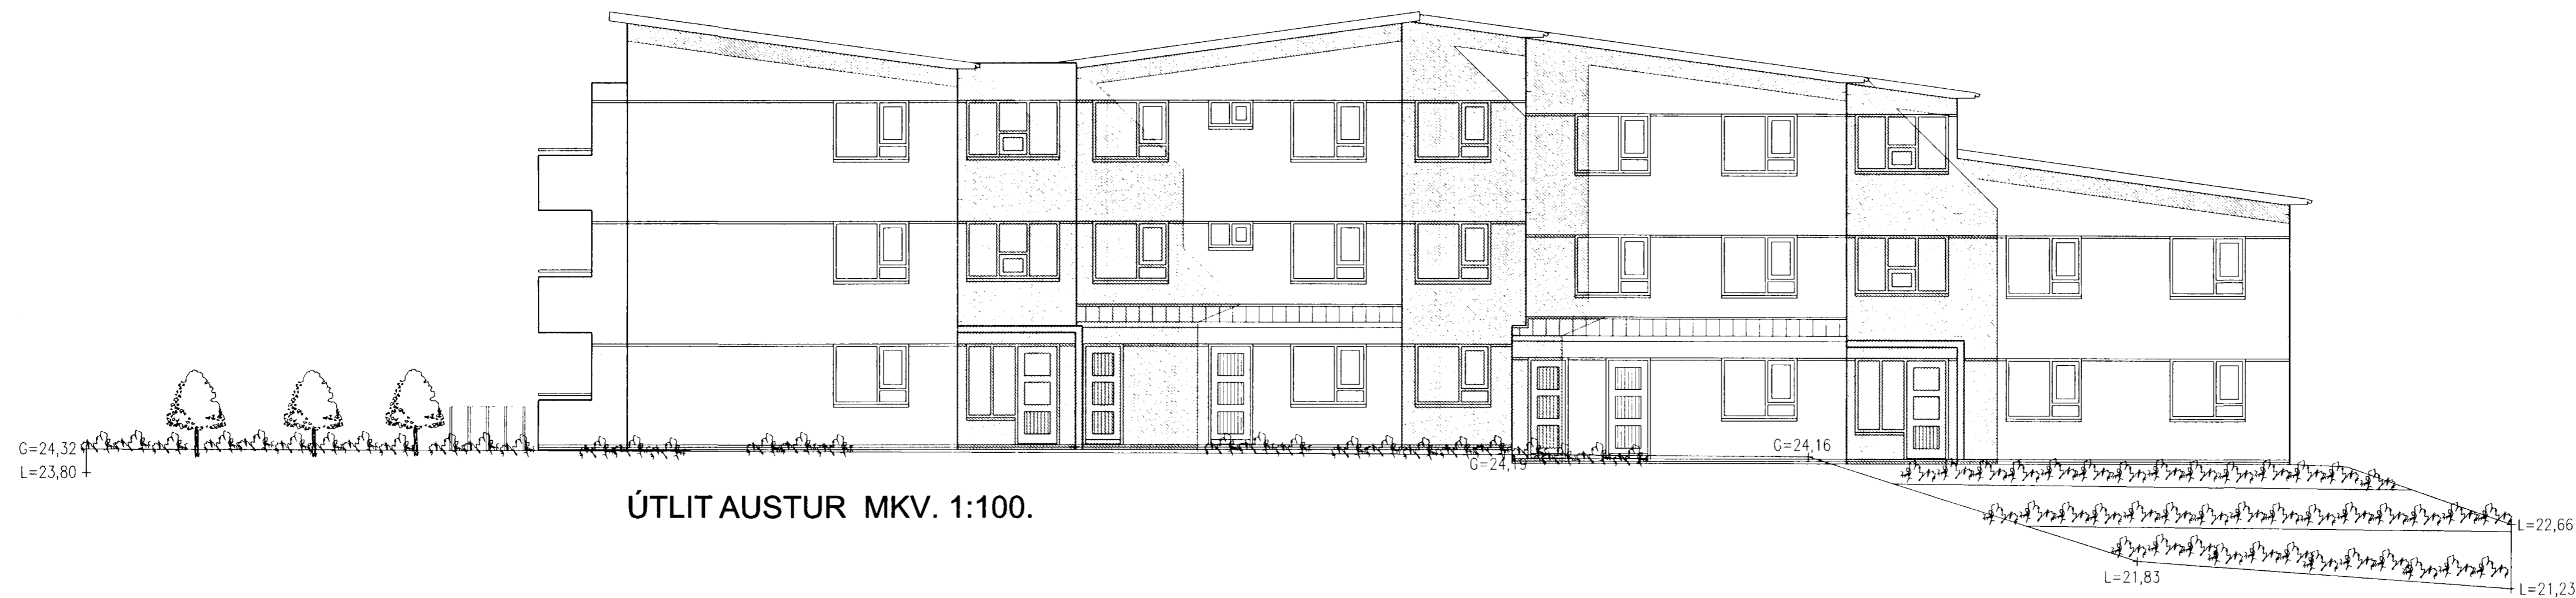 G=24,32
L=23,80
G=24,19
G=24,16
ÚTLIT AUSTUR MKV. 1:100.
L=22,66
L=21,83
L=21,23